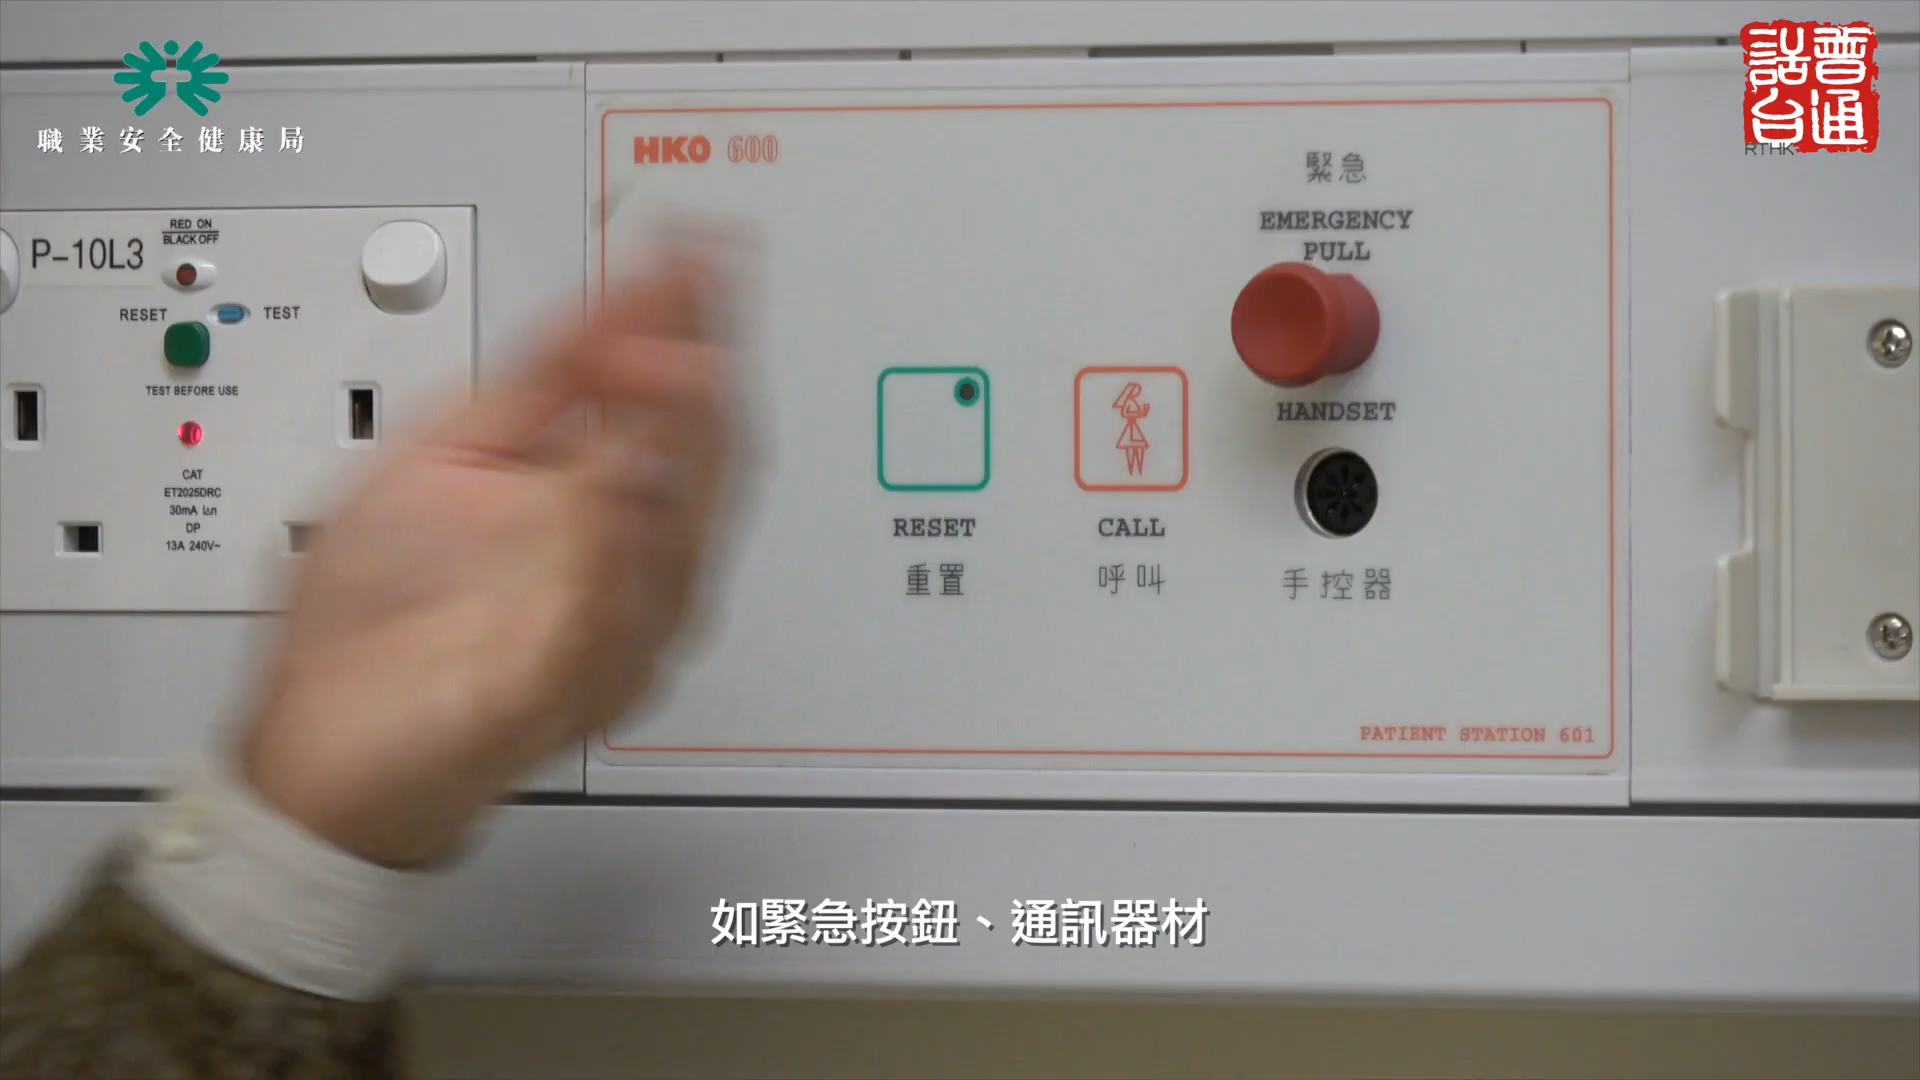 職業安全健康局
普通話台
RTHK
HKO 600
緊急
EMERGENCY
PULL
HANDSET
手控器
RESET
重置
CALL
呼叫
PATIENT STATION 601
P-10L3
RED ON
BLACK OFF
RESET
TEST
TEST BEFORE USE
CAT
ET2025DRC
30mA I△n
DP
13A 240V~
如緊急按鈕、通訊器材